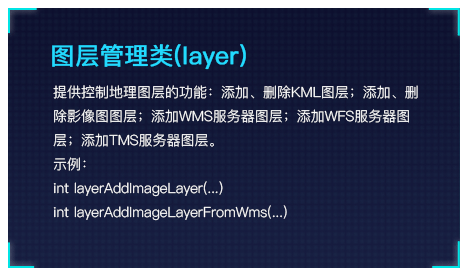 图层管理类(layer)
提供控制地理图层的功能：添加、删除KML图层；添加、删
除影像图图层；添加WMS服务器图层；添加WFS服务器图
层；添加TMS服务器图层。
示例：
int layerAddImageLayer(...)
int layerAddImageLayerFromWms(...)